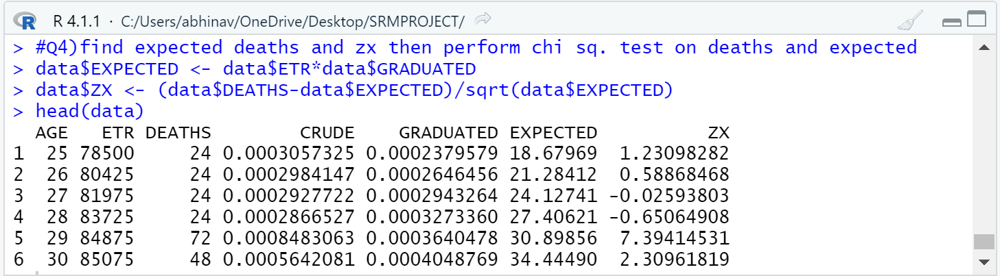 R R 4.1.1 · C:/Users/abhinav/OneDrive/Desktop/SRMPROJECT/
> #Q4)find expected deaths and zx then perform chi sq. test on deaths and expected
> data$EXPECTED <- data$ETR*data$GRADUATED
> data$ZX <- (data$DEATHS-data$EXPECTED)/sqrt(data$EXPECTED)
> head(data)
  AGE   ETR DEATHS        CRUDE    GRADUATED EXPECTED          ZX
1  25 78500     24 0.0003057325 0.0002379579 18.67969  1.23098282
2  26 80425     24 0.0002984147 0.0002646456 21.28412  0.58868468
3  27 81975     24 0.0002927722 0.0002943264 24.12741 -0.02593803
4  28 83725     24 0.0002866527 0.0003273360 27.40621 -0.65064908
5  29 84875     72 0.0008483063 0.0003640478 30.89856  7.39414531
6  30 85075     48 0.0005642081 0.0004048769 34.44490  2.30961819